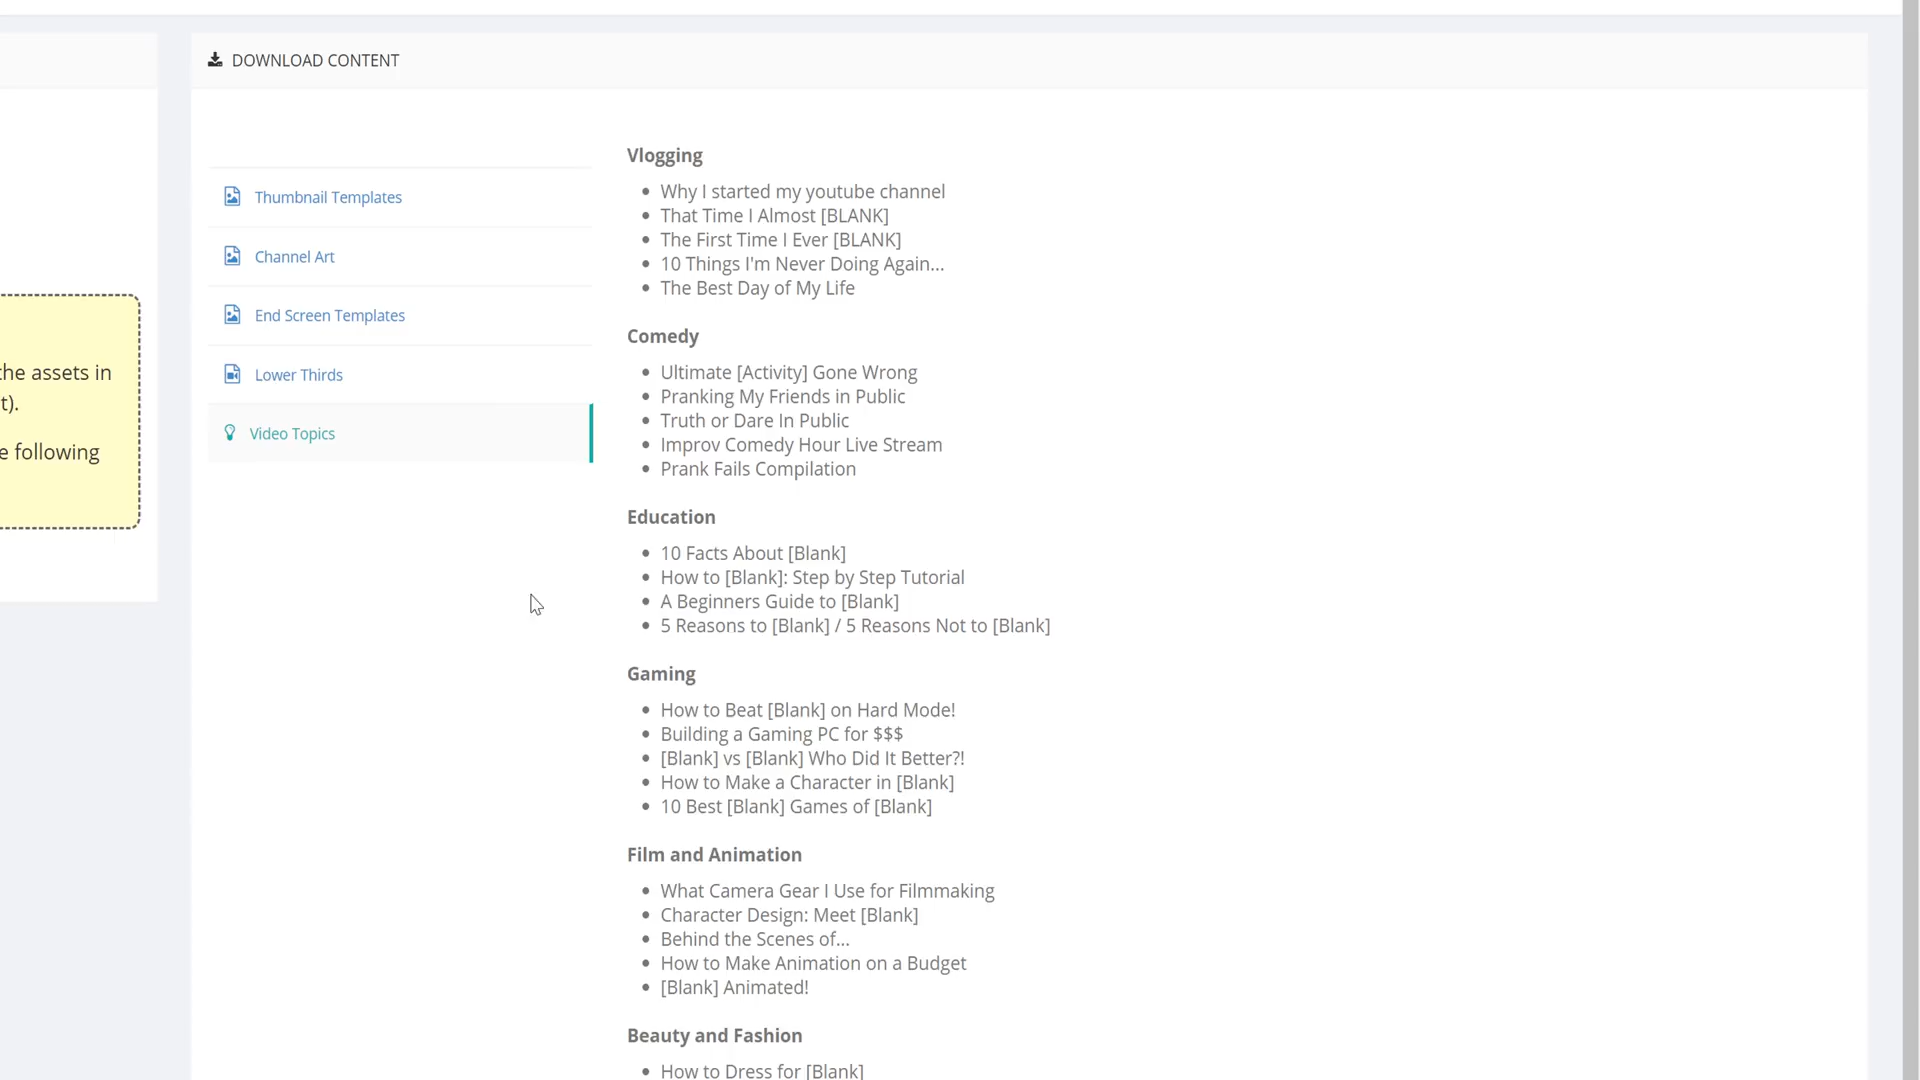 DOWNLOAD CONTENT
the assets in
t).
e following
Thumbnail Templates
Channel Art
End Screen Templates
Lower Thirds
Video Topics
Vlogging
Why I started my youtube channel
That Time I Almost [BLANK]
The First Time I Ever [BLANK]
10 Things I'm Never Doing Again...
The Best Day of My Life
Comedy
Ultimate [Activity] Gone Wrong
Pranking My Friends in Public
Truth or Dare In Public
Improv Comedy Hour Live Stream
Prank Fails Compilation
Education
10 Facts About [Blank]
How to [Blank]: Step by Step Tutorial
A Beginners Guide to [Blank]
5 Reasons to [Blank] / 5 Reasons Not to [Blank]
Gaming
How to Beat [Blank] on Hard Mode!
Building a Gaming PC for $$$
[Blank] vs [Blank] Who Did It Better?!
How to Make a Character in [Blank]
10 Best [Blank] Games of [Blank]
Film and Animation
What Camera Gear I Use for Filmmaking
Character Design: Meet [Blank]
Behind the Scenes of...
How to Make Animation on a Budget
[Blank] Animated!
Beauty and Fashion
How to Dress for [Blank]